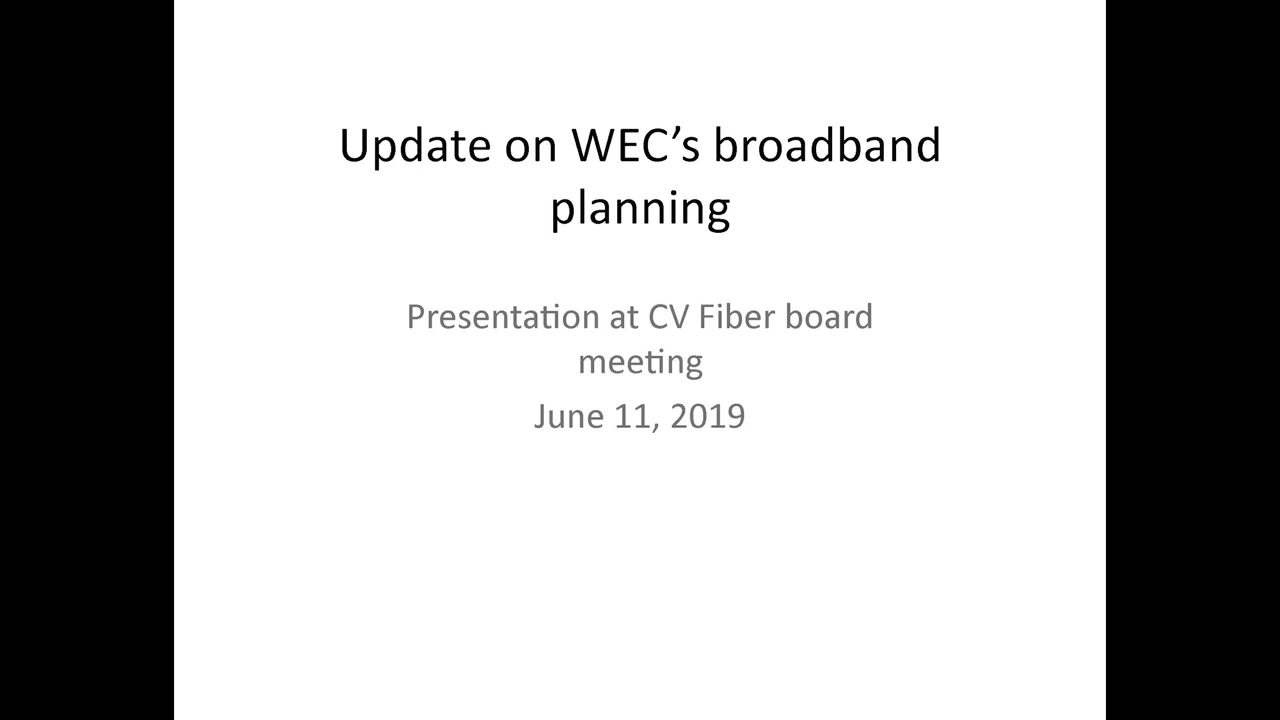 Update on WEC’s broadband
planning
Presentation at CV Fiber board
meeting
June 11, 2019